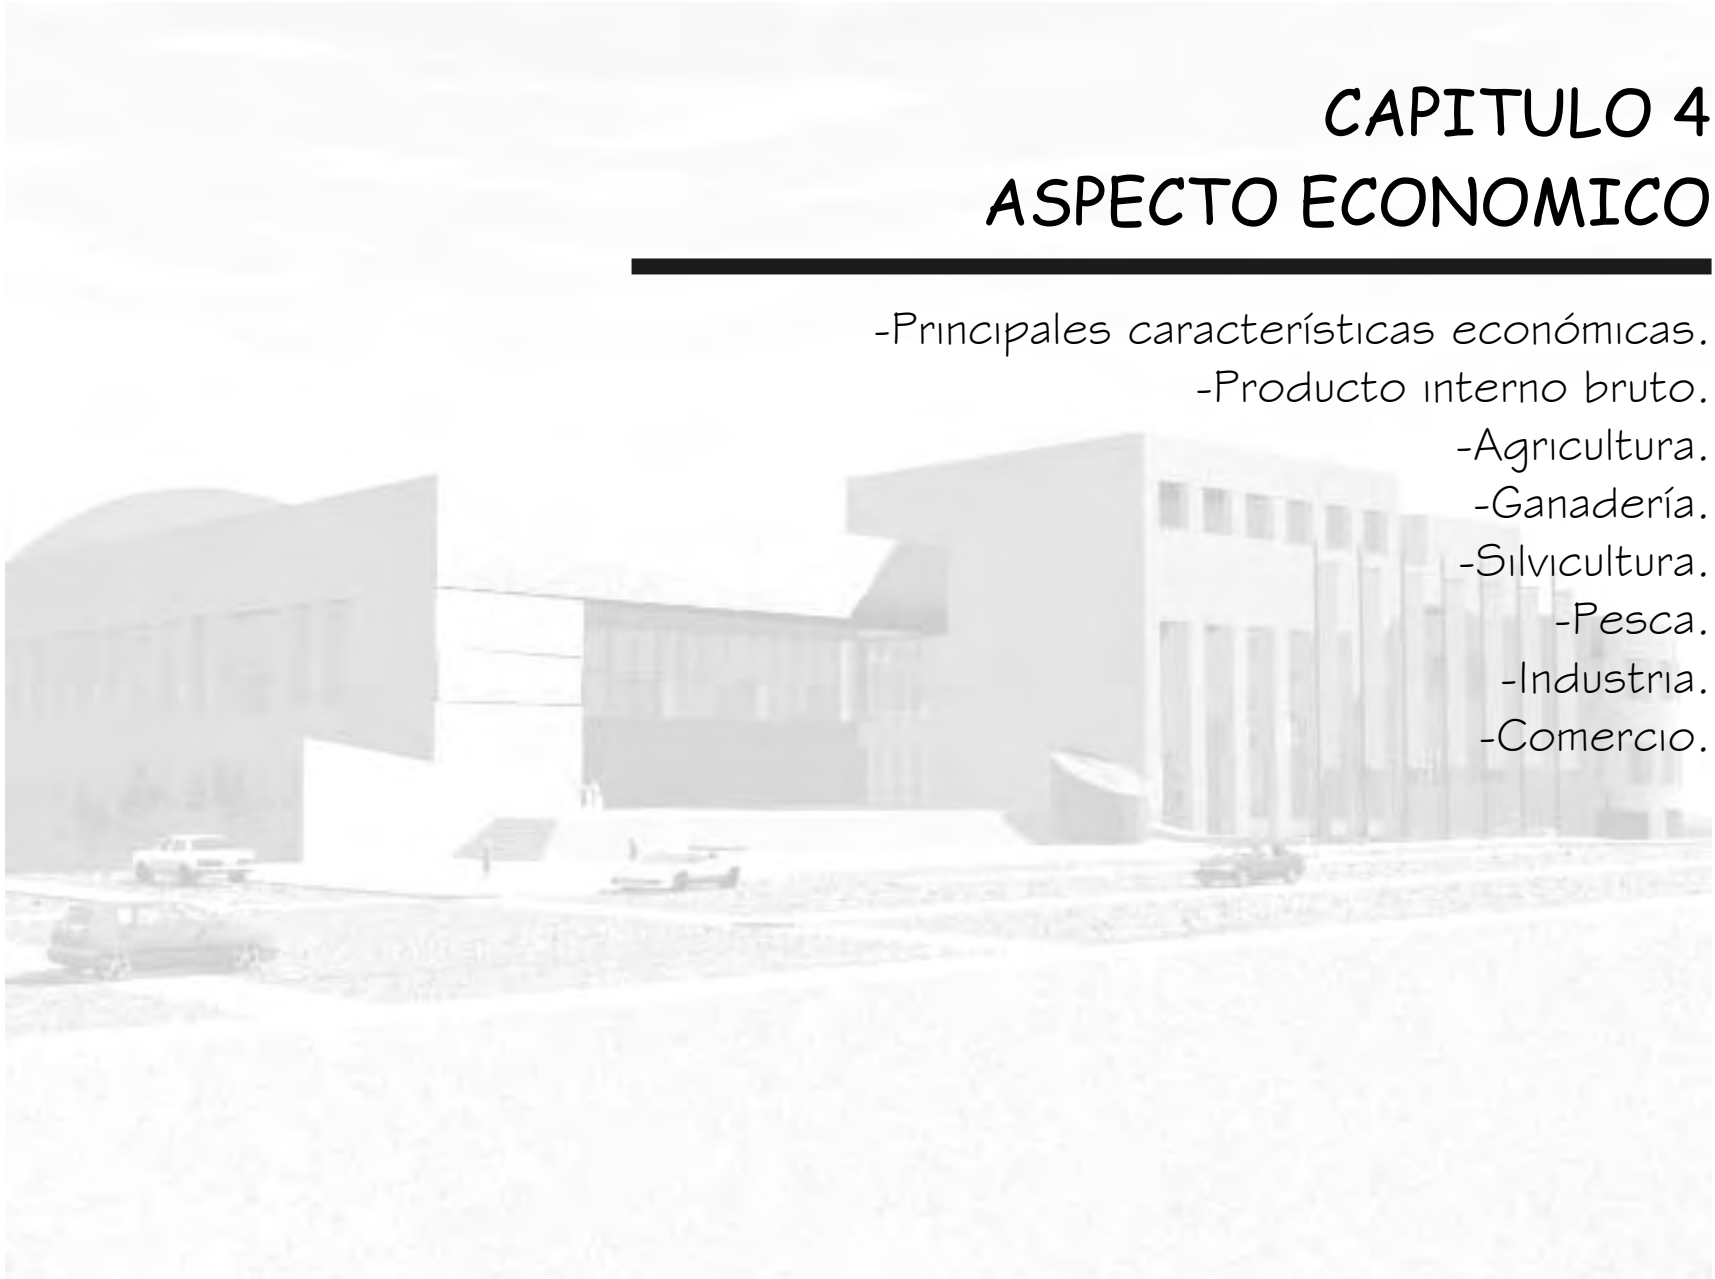 CAPITULO 4
ASPECTO ECONOMICO
-Principales características económicas.
-Producto interno bruto.
-Agricultura.
-Ganadería.
-Silvicultura.
-Pesca.
-Industria.
-Comercio.